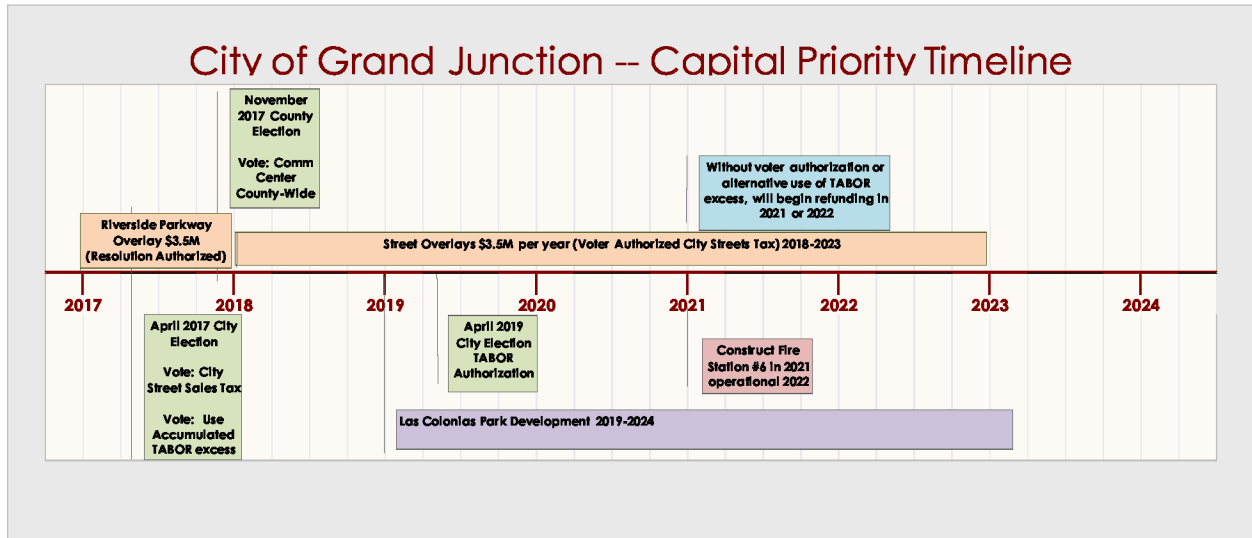 City of Grand Junction -- Capital Priority Timeline
November
2017 County
Election
Vote: Comm
Center
County-Wide
Without voter authorization or
alternative use of TABOR
excess, will begin refunding in
2021 or 2022
Riverside Parkway
Overlay $3.5M
(Resolution Authorized)
Street Overlays $3.5M per year (Voter Authorized City Streets Tax) 2018-2023
2017 2018 2019 2020 2021 2022 2023 2024
April 2017 City
Election
Vote: City
Street Sales Tax
Vote: Use
Accumulated
TABOR excess
April 2019
City Election
TABOR
Authorization
Construct Fire
Station #6 in 2021
operational 2022
Las Colonias Park Development 2019-2024